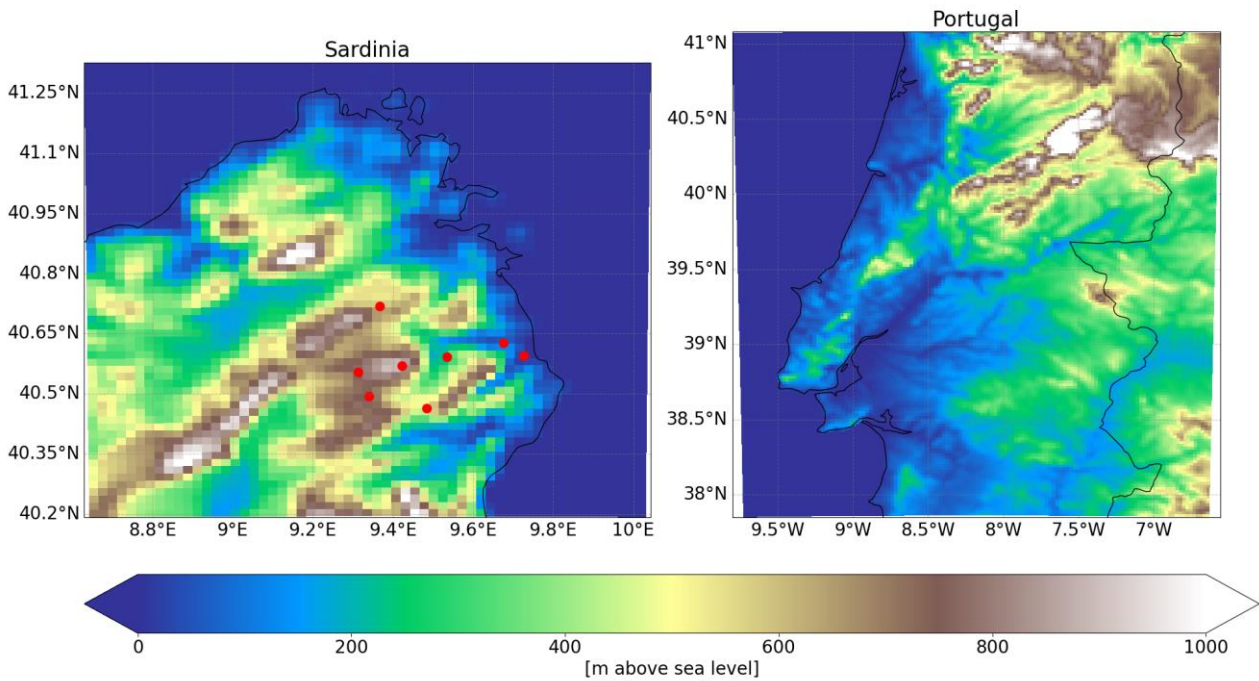 Sardinia
41.25°N
41.1°N
40.95°N
40.8°N
40.65°N
40.5°N
40.35°N
40.2°N
8.8°E 9°E 9.2°E 9.4°E 9.6°E 9.8°E 10°E
Portugal
41°N
40.5°N
40°N
39.5°N
39°N
38.5°N
38°N
9.5°W 9°W 8.5°W 8°W 7.5°W 7°W
0 200 400 600 800 1000
[m above sea level]